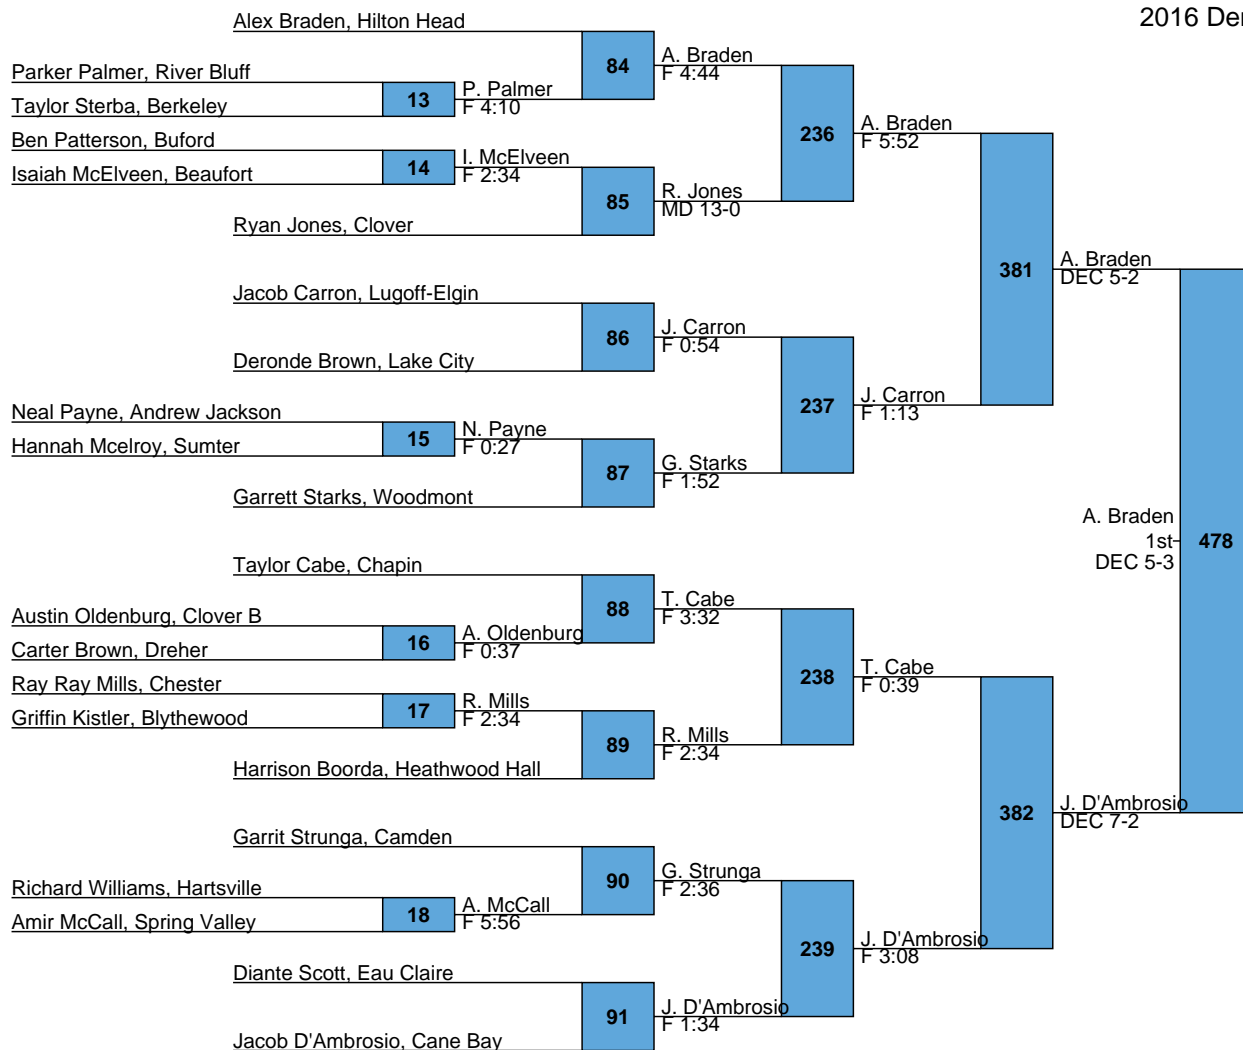 2016 Der
Alex Braden, Hilton Head
84
A. Braden
F 4:44
Parker Palmer, River Bluff
13
P. Palmer
F 4:10
Taylor Sterba, Berkeley
236
A. Braden
F 5:52
Ben Patterson, Buford
14
I. McElveen
F 2:34
Isaiah McElveen, Beaufort
85
R. Jones
MD 13-0
Ryan Jones, Clover
381
A. Braden
DEC 5-2
Jacob Carron, Lugoff-Elgin
86
J. Carron
F 0:54
Deronde Brown, Lake City
237
J. Carron
F 1:13
Neal Payne, Andrew Jackson
15
N. Payne
F 0:27
Hannah Mcelroy, Sumter
87
G. Starks
F 1:52
Garrett Starks, Woodmont
A. Braden
1st
DEC 5-3
478
Taylor Cabe, Chapin
88
T. Cabe
F 3:32
Austin Oldenburg, Clover B
16
A. Oldenburg
F 0:37
Carter Brown, Dreher
238
T. Cabe
F 0:39
Ray Ray Mills, Chester
17
R. Mills
F 2:34
Griffin Kistler, Blythewood
89
R. Mills
F 2:34
Harrison Boorda, Heathwood Hall
382
J. D'Ambrosio
DEC 7-2
Garrit Strunga, Camden
90
G. Strunga
F 2:36
Richard Williams, Hartsville
18
A. McCall
F 5:56
Amir McCall, Spring Valley
239
J. D'Ambrosio
F 3:08
Diante Scott, Eau Claire
91
J. D'Ambrosio
F 1:34
Jacob D'Ambrosio, Cane Bay